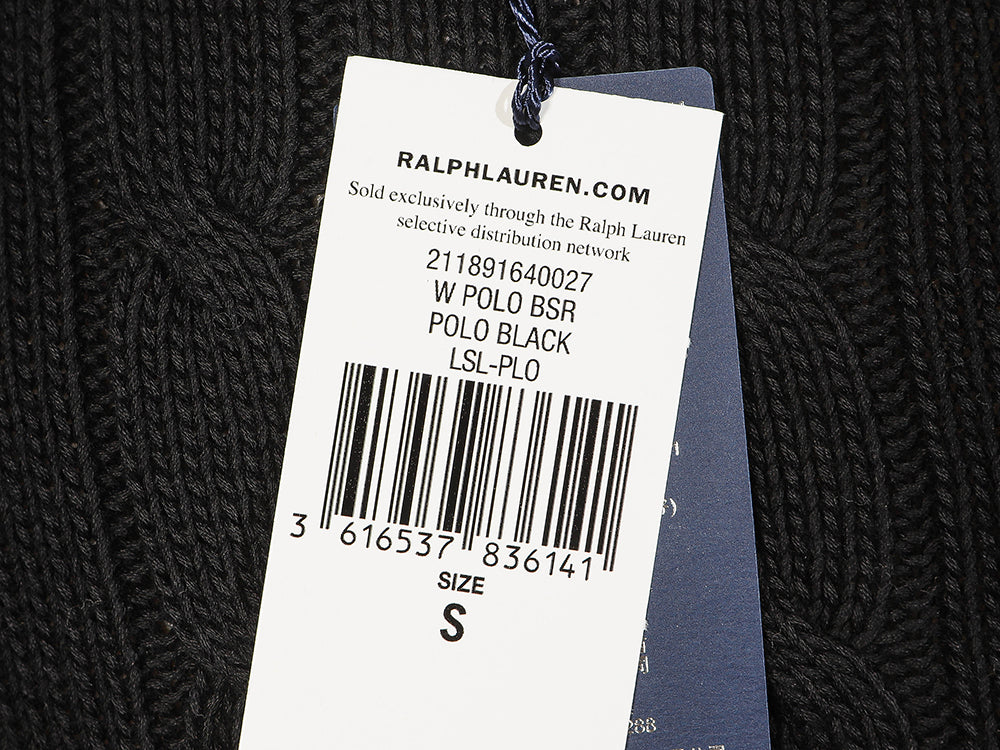 RALPHLAUREN.COM
Sold exclusively through the Ralph Lauren
selective distribution network
211891640027
W POLO BSR
POLO BLACK
LSL-PLO
3 616537 836141
SIZE
S